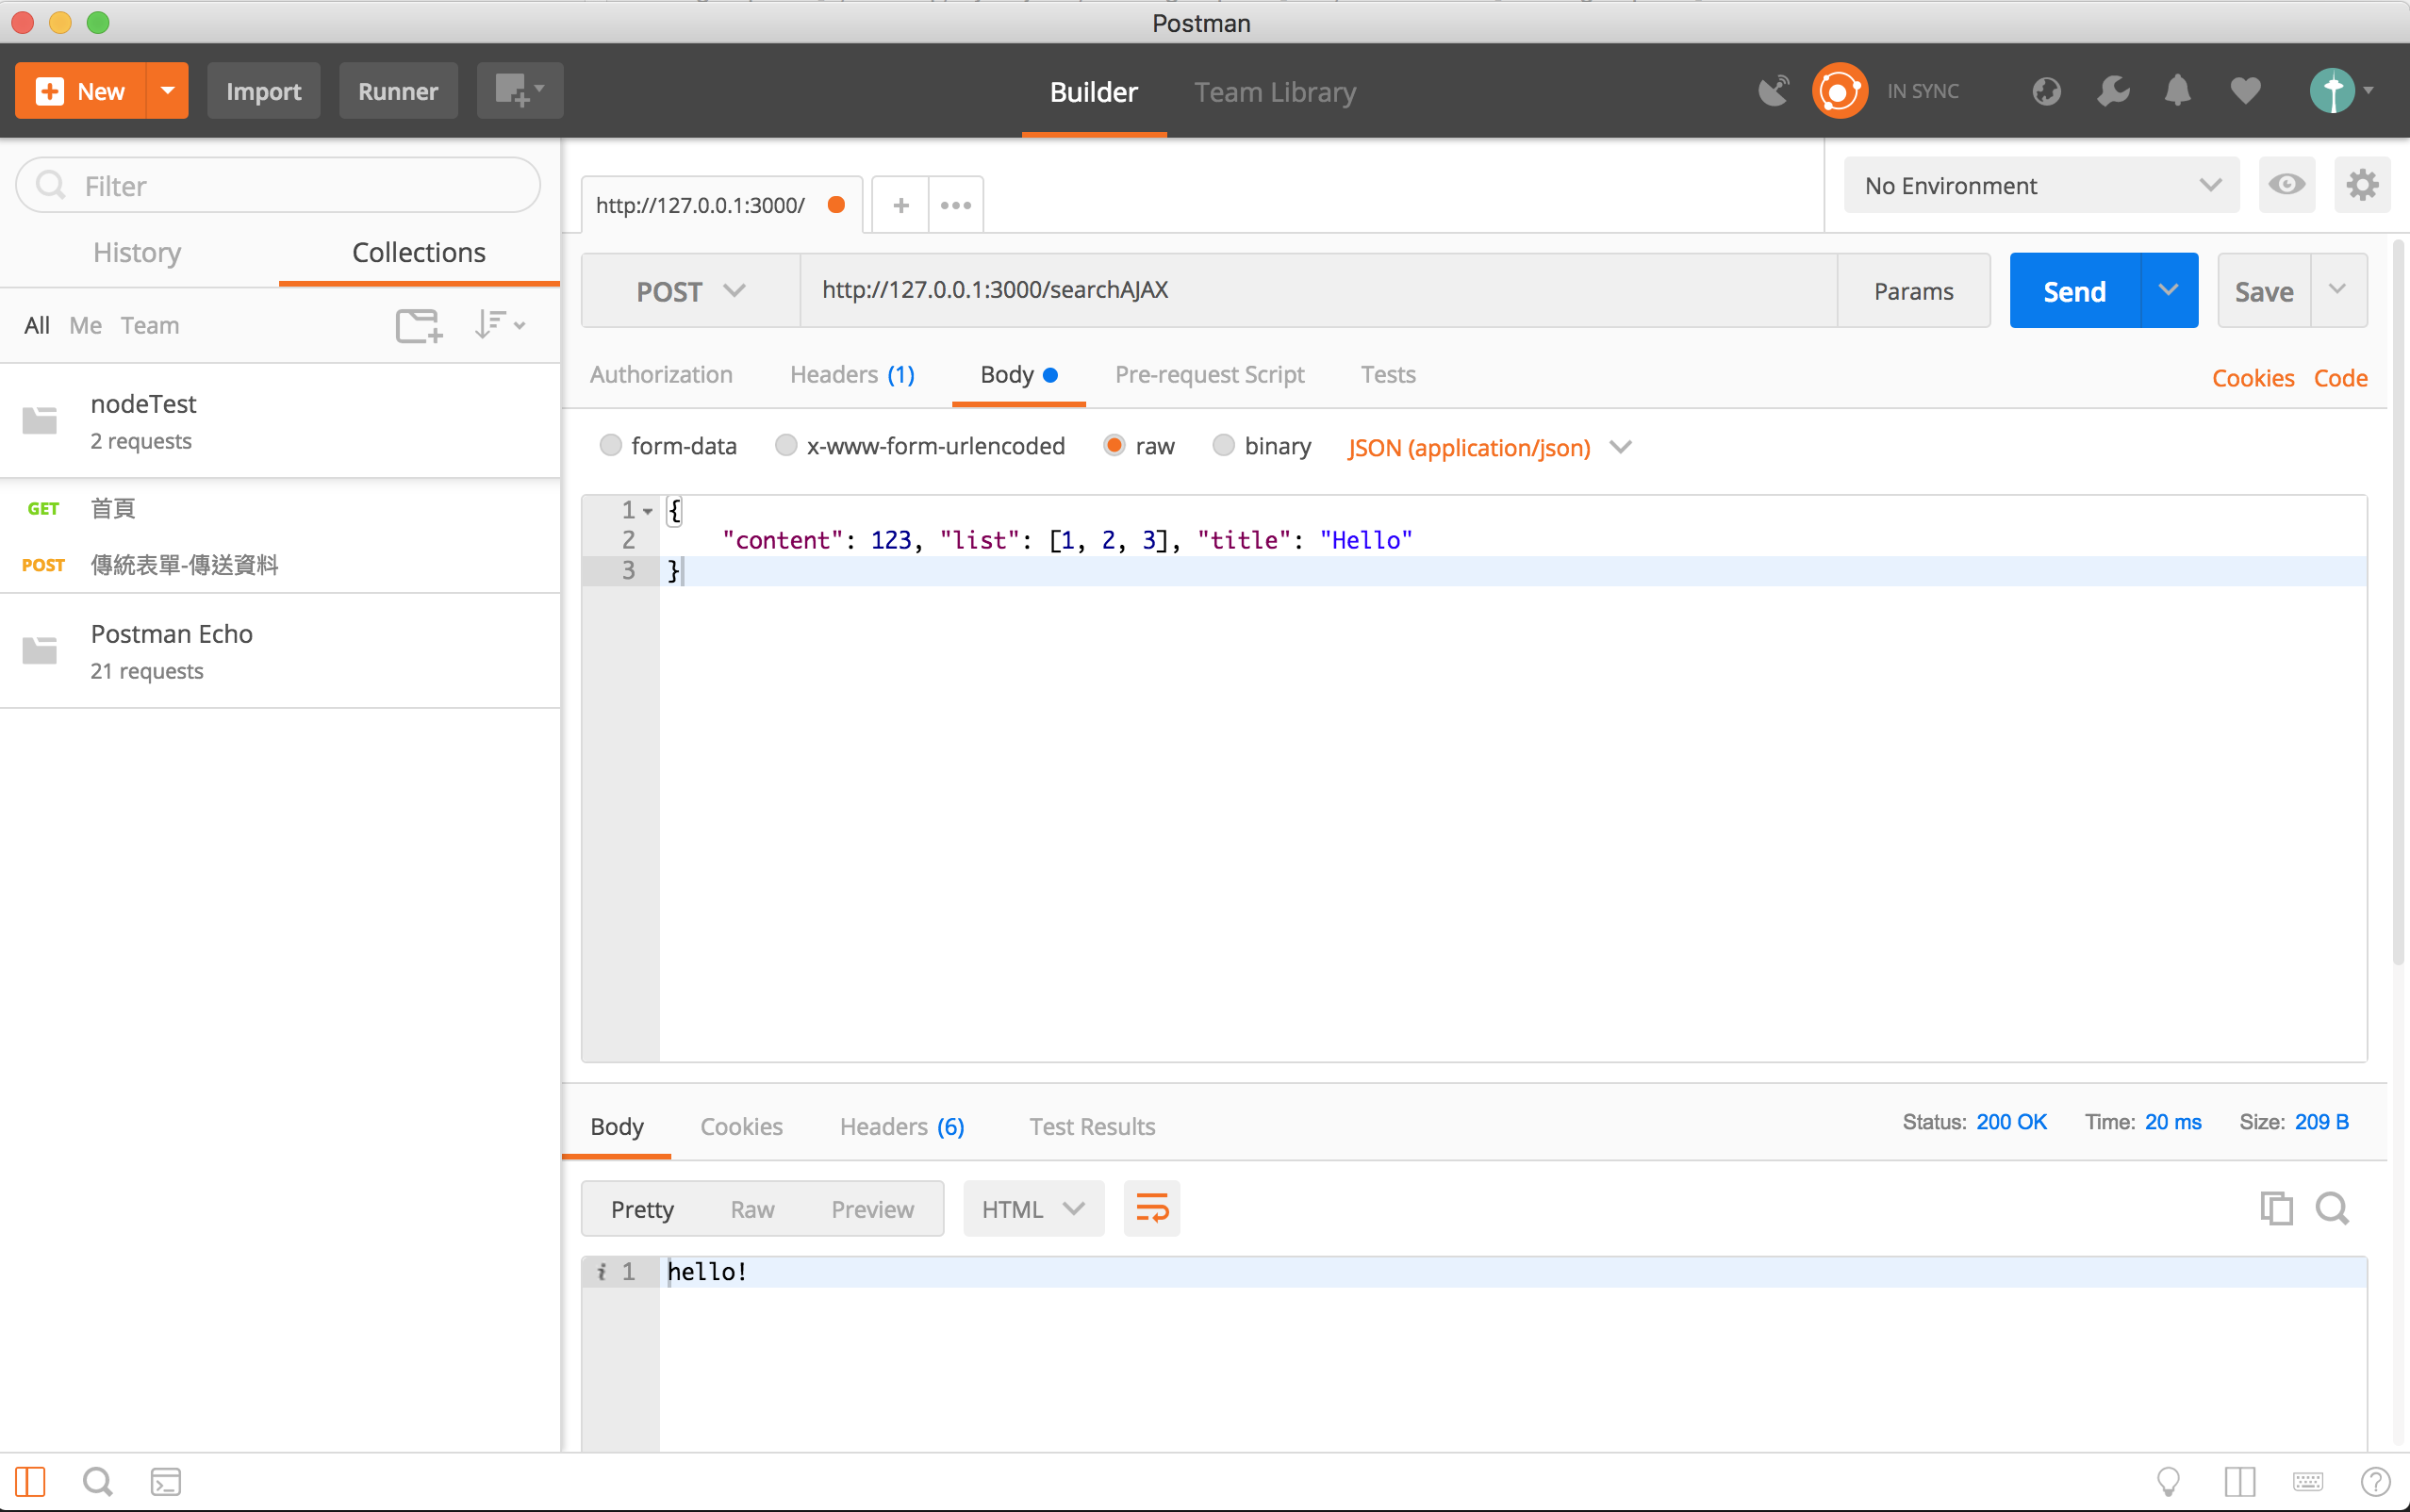 Postman
New
Import
Runner
Builder
Team Library
IN SYNC
Filter
History
Collections
All Me Team
nodeTest
2 requests
GET 首頁
POST 傳統表單-傳送資料
Postman Echo
21 requests
http://127.0.0.1:3000/
No Environment
POST
http://127.0.0.1:3000/searchAJAX
Params
Send
Save
Authorization
Headers (1)
Body
Pre-request Script
Tests
Cookies
Code
form-data
x-www-form-urlencoded
raw
binary
JSON (application/json)
1 {
2 "content": 123, "list": [1, 2, 3], "title": "Hello"
3 }
Body
Cookies
Headers (6)
Test Results
Status: 200 OK
Time: 20 ms
Size: 209 B
Pretty
Raw
Preview
HTML
i 1 hello!